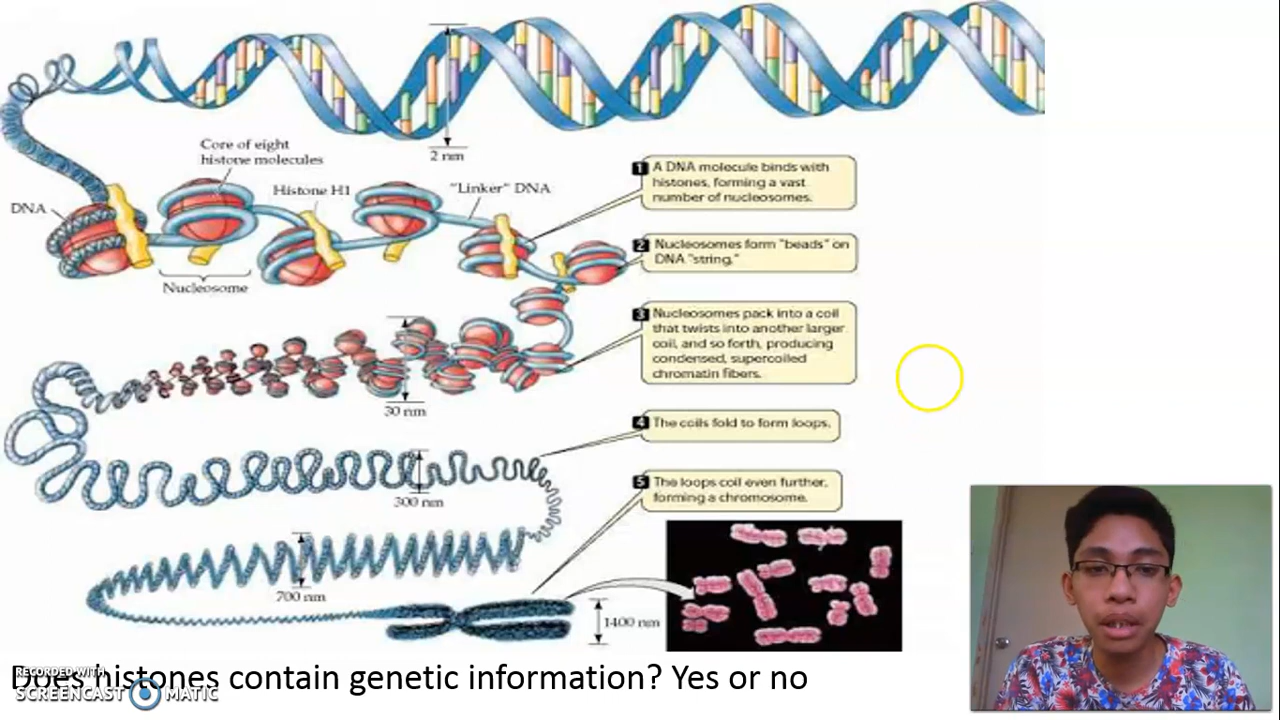 2 nm
Core of eight
histone molecules
Histone H1
"Linker" DNA
DNA
Nucleosome
1 A DNA molecule binds with
histones, forming a vast
number of nucleosomes.
2 Nucleosomes form "beads" on
DNA "string."
3 Nucleosomes pack into a coil
that twists into another larger
coil, and so forth, producing
condensed, supercoiled
chromatin fibers.
30 nm
4 The coils fold to form loops.
300 nm
5 The loops coil even further,
forming a chromosome.
700 nm
1400 nm
Does histones contain genetic information? Yes or no
RECORDED WITH
SCREENCAST MATIC